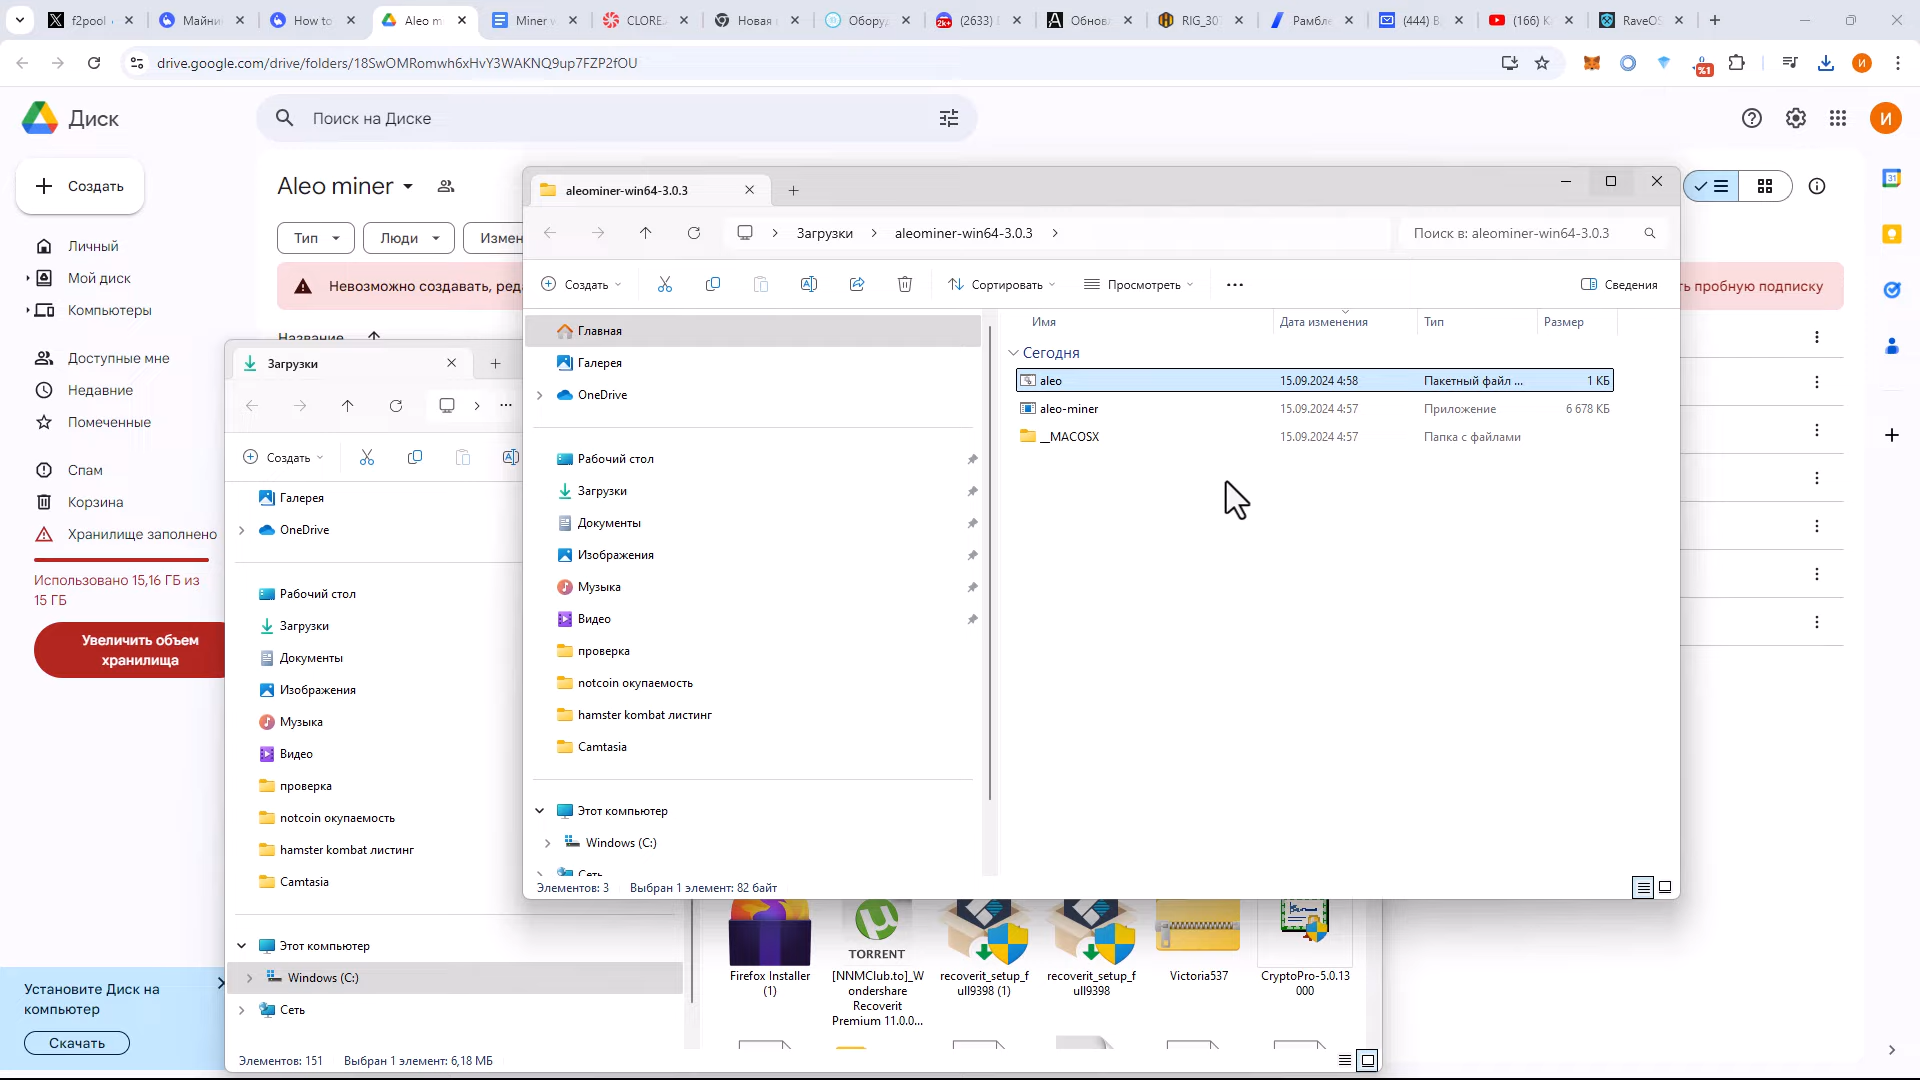 f2pool
Майни
How to
Aleo m
Miner v
CLORE.
Новая
Обору
(2633)
Обнов
RIG_30
Рамбле
(444) В
(166) К
RaveOS
drive.google.com/drive/folders/18SwOMRomwh6xHvY3WAKNQ9up7FZP2fOU
%1
И
Диск
Поиск на Диске
И
Создать
Aleo miner
Тип
Люди
Измен
Невозможно создавать, реда
ть пробную подписку
Название
Личный
Мой диск
Компьютеры
Доступные мне
Недавние
Помеченные
Спам
Корзина
Хранилище заполнено
Использовано 15,16 ГБ из
15 ГБ
Увеличить объем
хранилища
Установите Диск на
компьютер
Скачать
aleominer-win64-3.0.3
Загрузки
aleominer-win64-3.0.3
Поиск в: aleominer-win64-3.0.3
Создать
Сортировать
Просмотреть
Сведения
Главная
Галерея
OneDrive
Рабочий стол
Загрузки
Документы
Изображения
Музыка
Видео
проверка
notcoin окупаемость
hamster kombat листинг
Camtasia
Этот компьютер
Windows (C:)
Сеть
Имя
Дата изменения
Тип
Размер
Сегодня
aleo
15.09.2024 4:58
Пакетный файл ...
1 КБ
aleo-miner
15.09.2024 4:57
Приложение
6 678 КБ
__MACOSX
15.09.2024 4:57
Папка с файлами
Элементов: 3
Выбран 1 элемент: 82 байт
Загрузки
Создать
Галерея
OneDrive
Рабочий стол
Загрузки
Документы
Изображения
Музыка
Видео
проверка
notcoin окупаемость
hamster kombat листинг
Camtasia
Этот компьютер
Windows (C:)
Сеть
TORRENT
Firefox Installer
(1)
[NNMClub.to]_W
ondershare
Recoverit
Premium 11.0.0...
recoverit_setup_f
ull9398 (1)
recoverit_setup_f
ull9398
Victoria537
CryptoPro-5.0.13
000
Элементов: 151
Выбран 1 элемент: 6,18 МБ